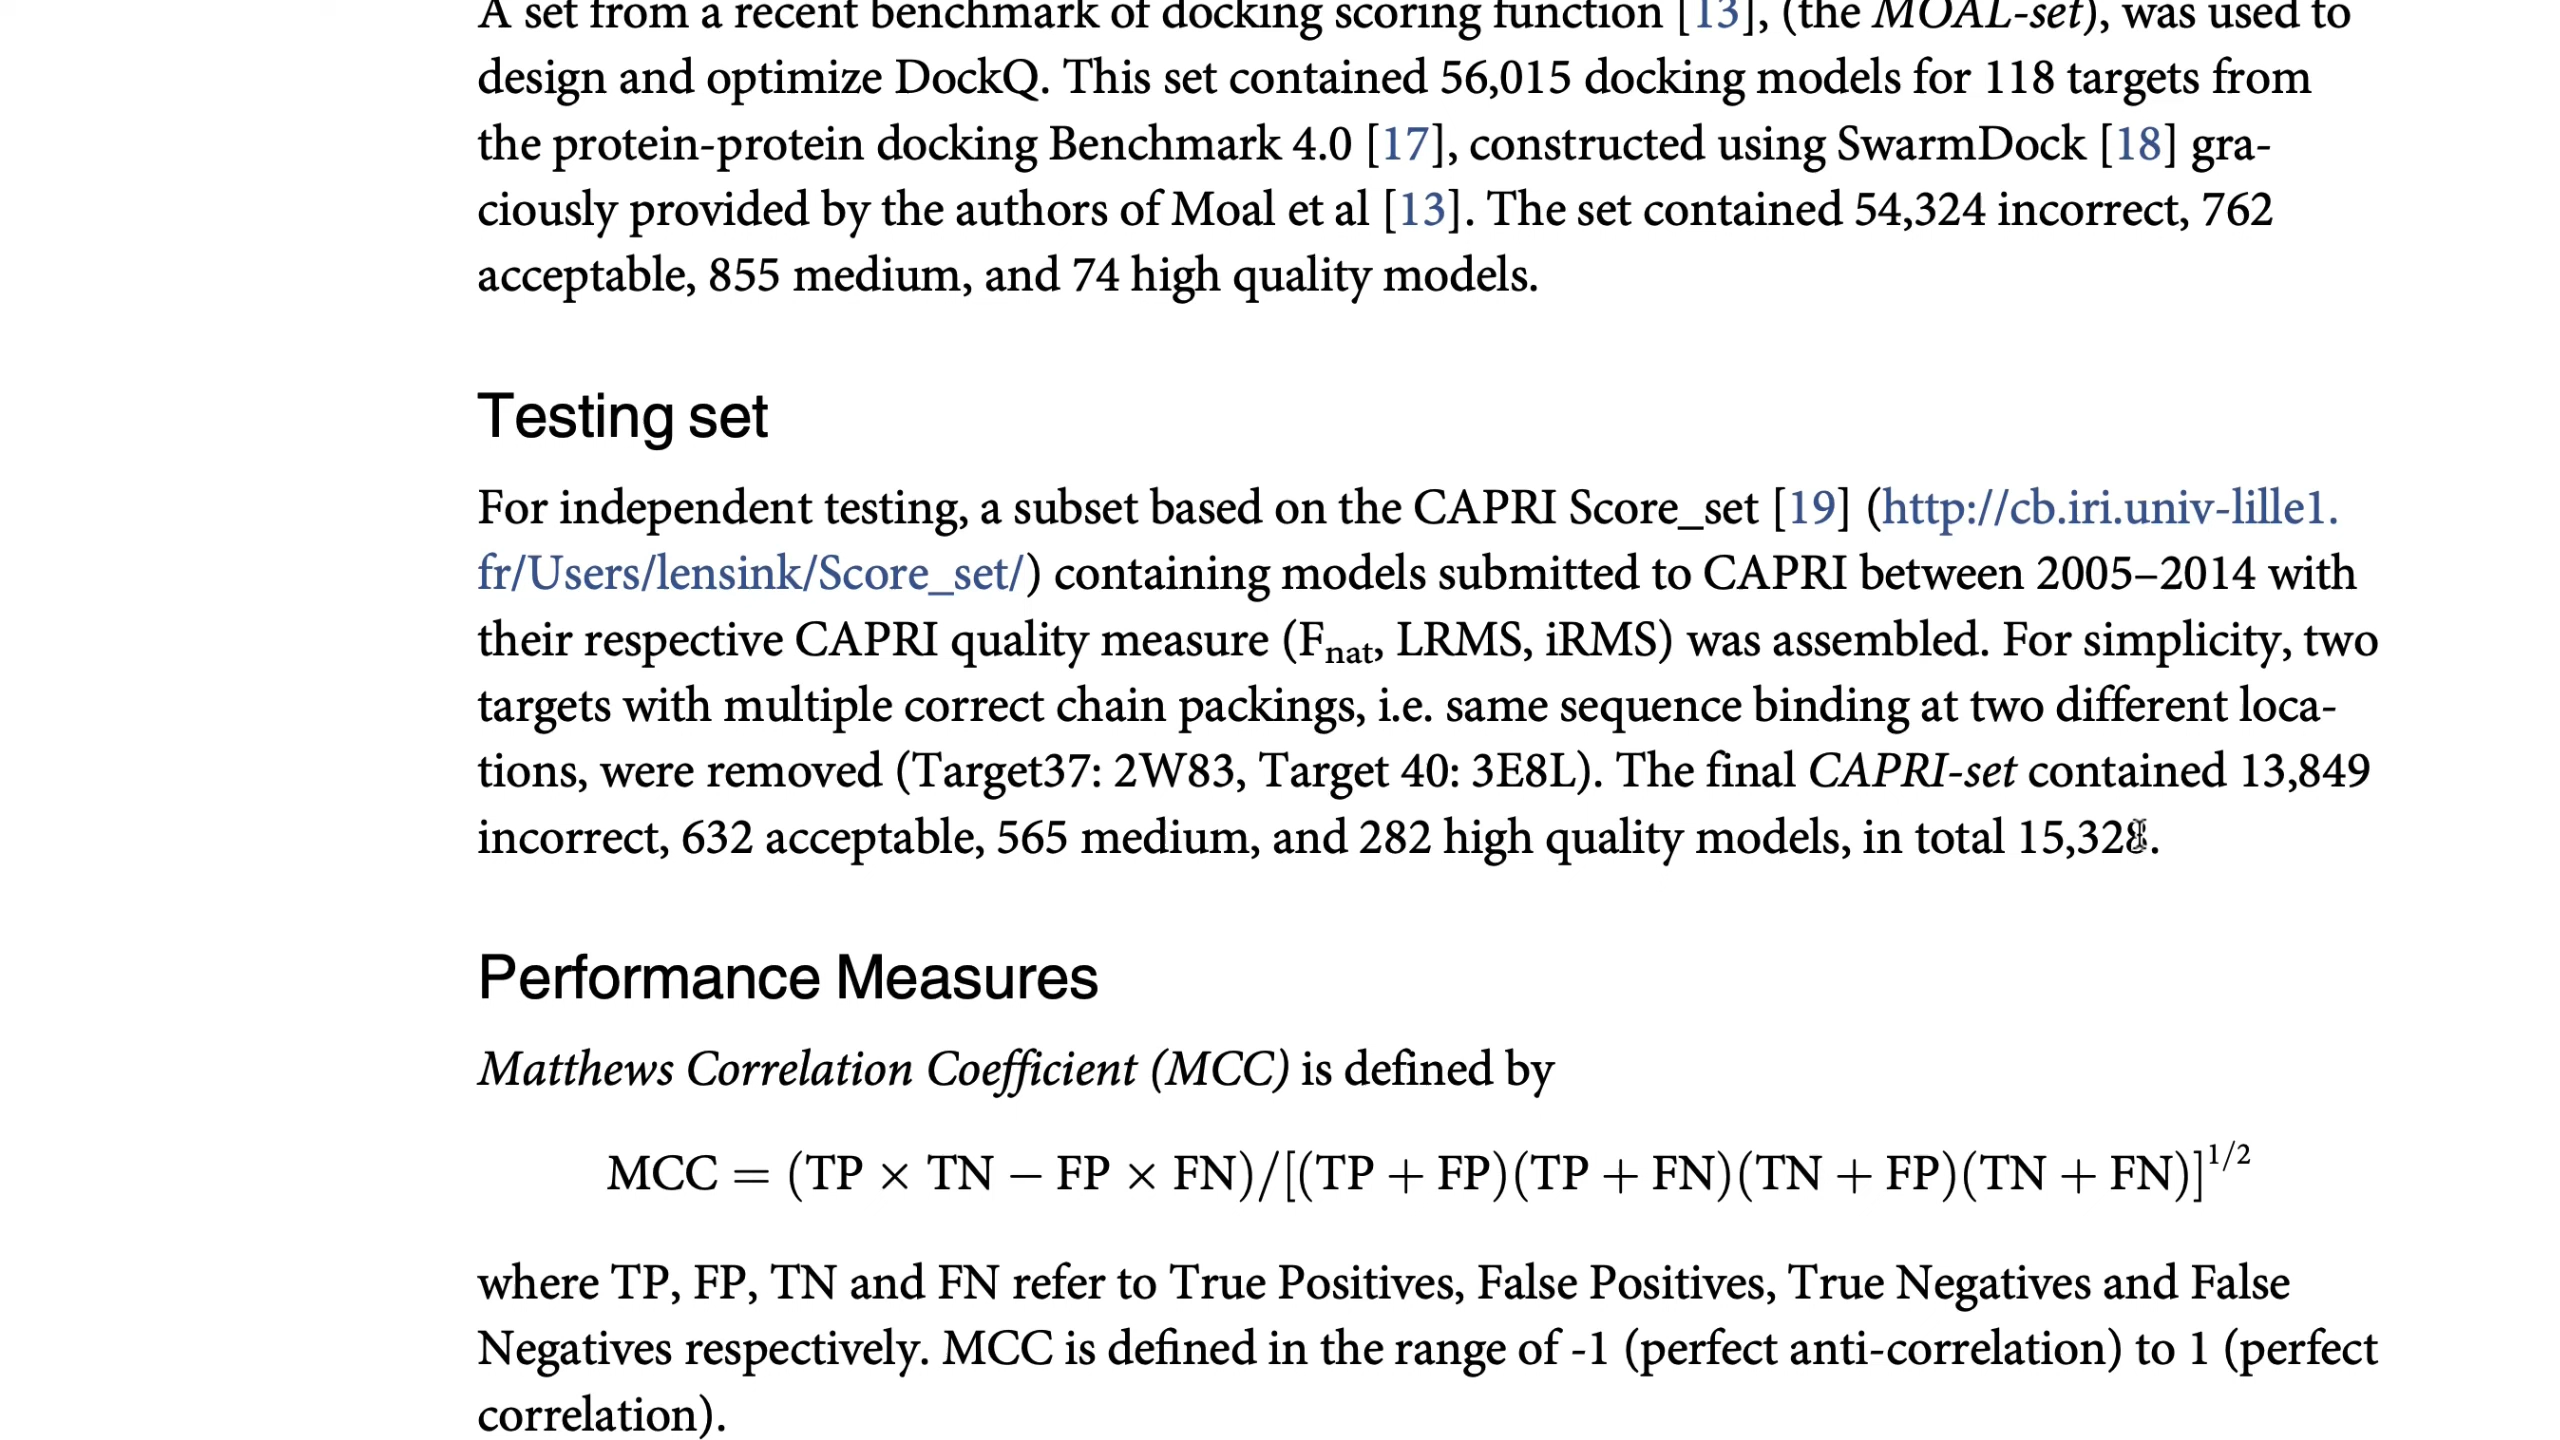 A set from a recent benchmark of docking scoring function [13], (the MOAL-set), was used to
design and optimize DockQ. This set contained 56,015 docking models for 118 targets from
the protein-protein docking Benchmark 4.0 [17], constructed using SwarmDock [18] gra-
ciously provided by the authors of Moal et al [13]. The set contained 54,324 incorrect, 762
acceptable, 855 medium, and 74 high quality models.
Testing set
For independent testing, a subset based on the CAPRI Score_set [19] (http://cb.iri.univ-lille1.
fr/Users/lensink/Score_set/) containing models submitted to CAPRI between 2005–2014 with
their respective CAPRI quality measure (Fnat, LRMS, iRMS) was assembled. For simplicity, two
targets with multiple correct chain packings, i.e. same sequence binding at two different loca-
tions, were removed (Target37: 2W83, Target 40: 3E8L). The final CAPRI-set contained 13,849
incorrect, 632 acceptable, 565 medium, and 282 high quality models, in total 15,328.
Performance Measures
Matthews Correlation Coefficient (MCC) is defined by
MCC = (TP × TN − FP × FN)/[(TP + FP)(TP + FN)(TN + FP)(TN + FN)]^1/2
where TP, FP, TN and FN refer to True Positives, False Positives, True Negatives and False
Negatives respectively. MCC is defined in the range of -1 (perfect anti-correlation) to 1 (perfect
correlation).